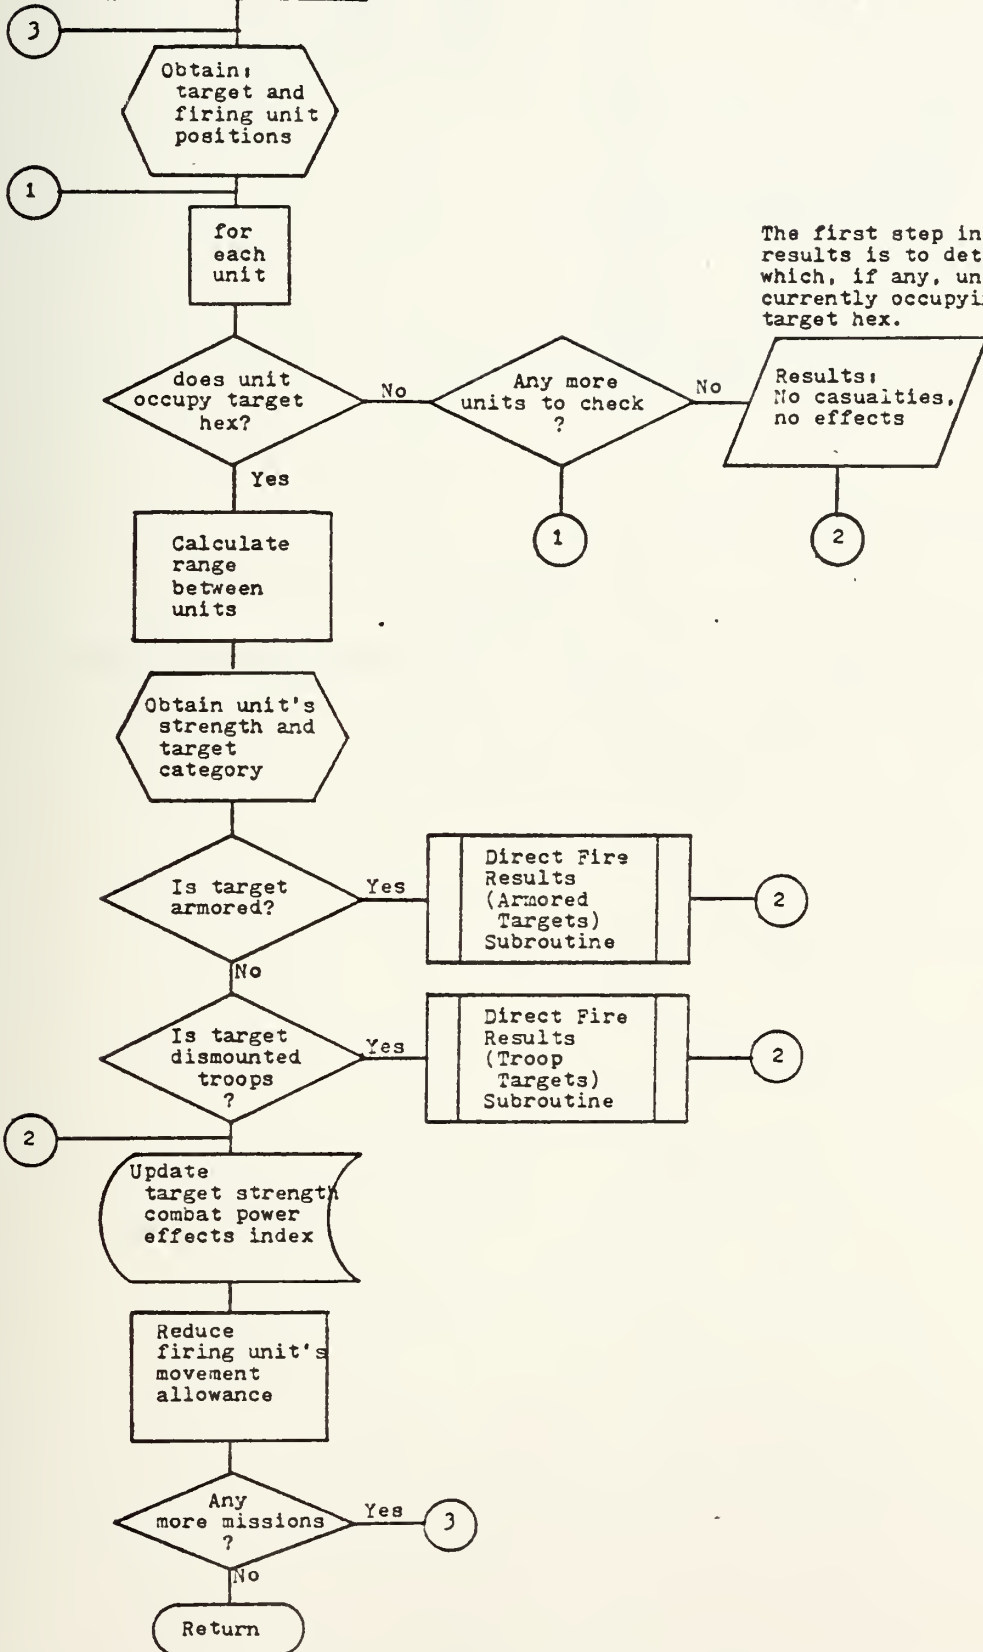 3
Obtain:
target and
firing unit
positions
1
for
each
unit
The first step in
results is to det
which, if any, un
currently occupyi
target hex.
does unit
occupy target
hex?
No
Any more
units to check
?
No
Results:
No casualties,
no effects
Yes
1
2
Calculate
range
between
units
Obtain unit's
strength and
target
category
Is target
armored?
Yes
Direct Fire
Results
(Armored
Targets)
Subroutine
2
No
Is target
dismounted
troops
?
Yes
Direct Fire
Results
(Troop
Targets)
Subroutine
2
2
Update
target strength
combat power
effects index
Reduce
firing unit's
movement
allowance
Any
more missions
?
Yes
3
No
Return